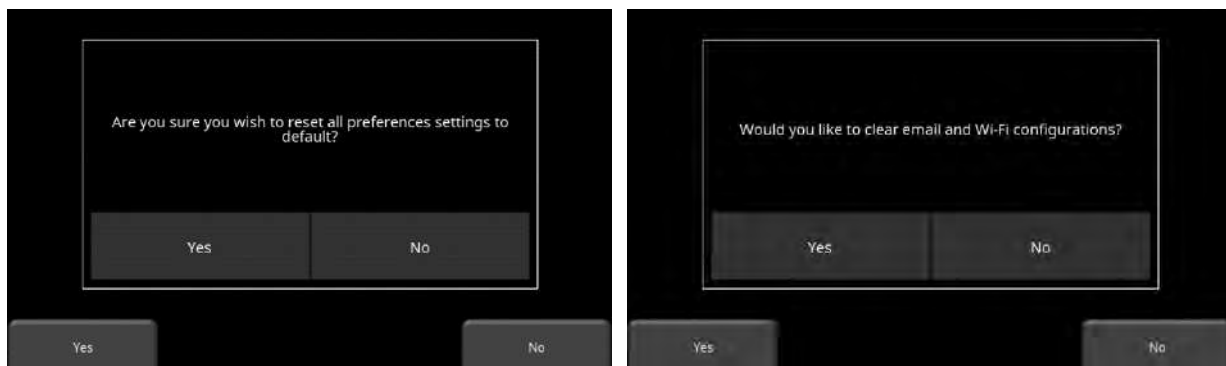 Are you sure you wish to reset all preferences settings to
default?
Yes
No
Yes
No
Would you like to clear email and Wi-Fi configurations?
Yes
No
Yes
No